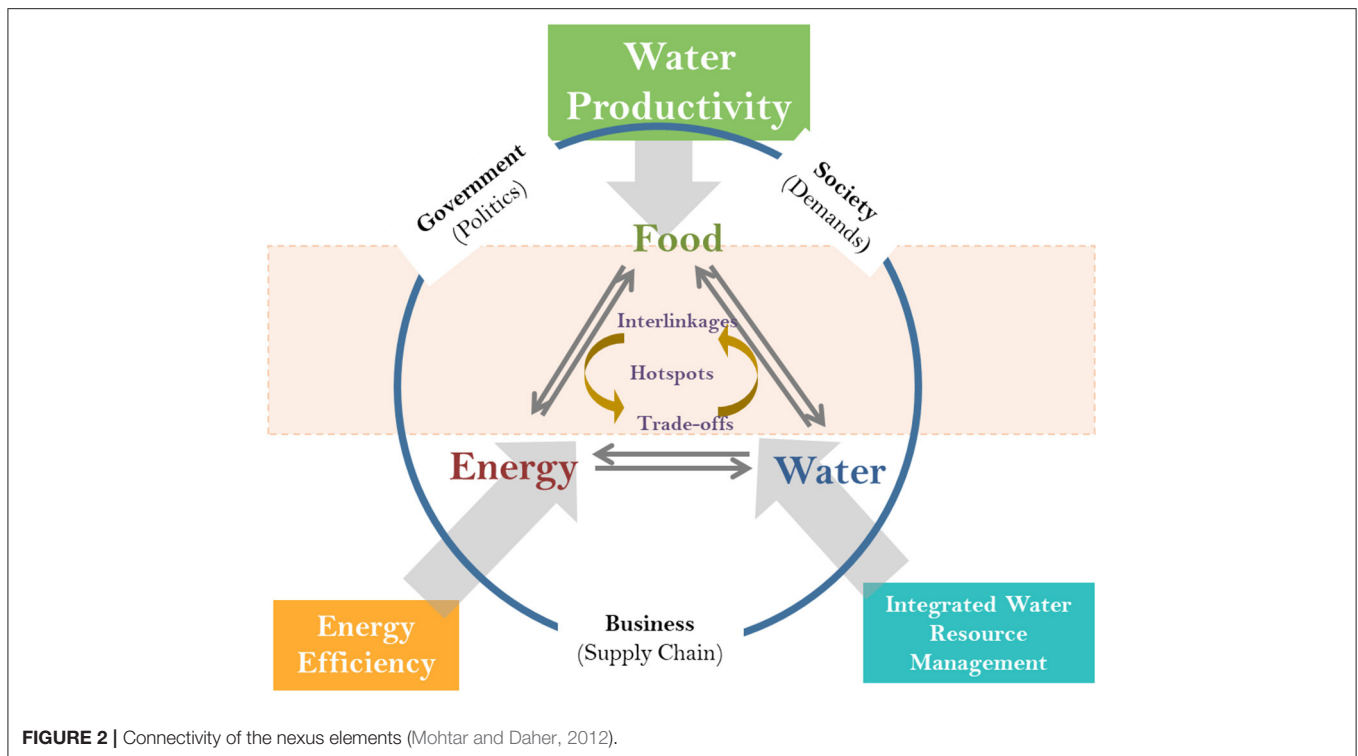 Water
Productivity
Government
(Politics)
Society
(Demands)
Food
Interlinkages
Hotspots
Trade-offs
Energy
Water
Energy
Efficiency
Business
(Supply Chain)
Integrated Water
Resource
Management
FIGURE 2 | Connectivity of the nexus elements (Mohtar and Daher, 2012).